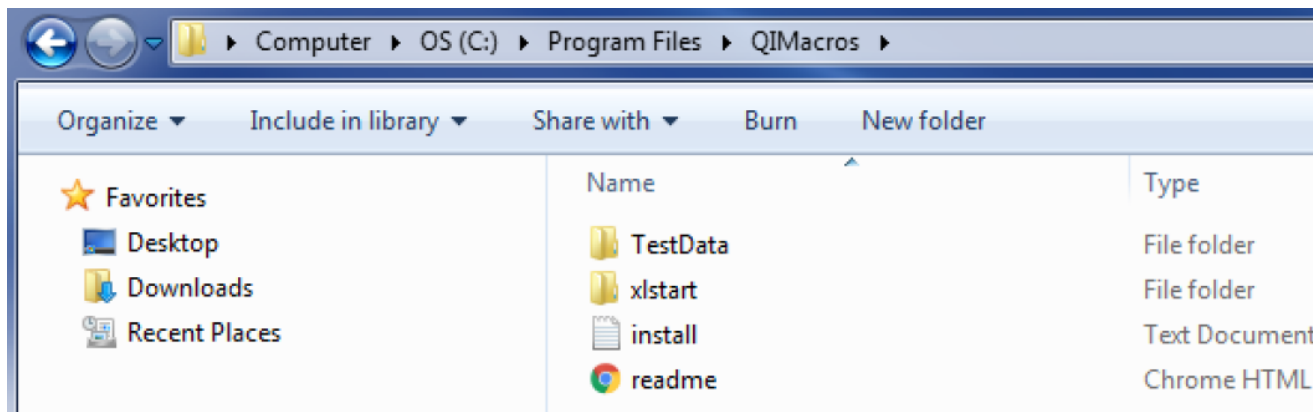 Computer OS (C:) Program Files QIMacros
Organize Include in library Share with Burn New folder
Favorites
Desktop
Downloads
Recent Places
Name Type
TestData File folder
xlstart File folder
install Text Document
readme Chrome HTML